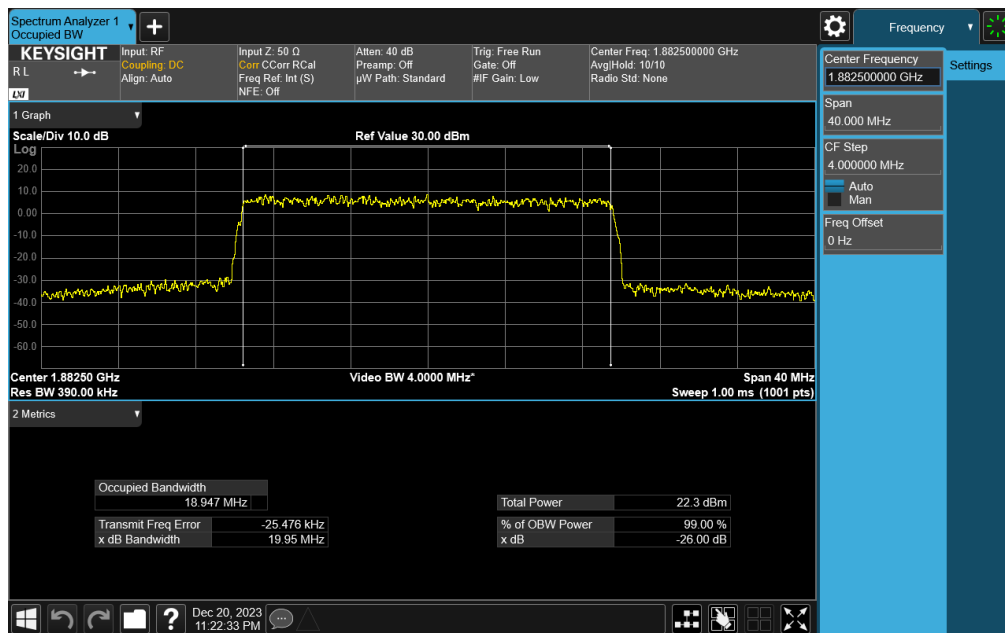 Spectrum Analyzer 1
Occupied BW
+
Frequency
KEYSIGHT
R L
LXI
Input: RF
Coupling: DC
Align: Auto
Input Z: 50 Ω
Corr CCorr RCal
Freq Ref: Int (S)
NFE: Off
Atten: 40 dB
Preamp: Off
µW Path: Standard
Trig: Free Run
Gate: Off
#IF Gain: Low
Center Freq: 1.882500000 GHz
Avg|Hold: 10/10
Radio Std: None
Center Frequency
1.882500000 GHz
Settings
Span
40.000 MHz
CF Step
4.000000 MHz
Auto
Man
Freq Offset
0 Hz
1 Graph
Scale/Div 10.0 dB
Ref Value 30.00 dBm
Log
20.0
10.0
0.00
-10.0
-20.0
-30.0
-40.0
-50.0
-60.0
Center 1.88250 GHz
Video BW 4.0000 MHz*
Span 40 MHz
Res BW 390.00 kHz
Sweep 1.00 ms (1001 pts)
2 Metrics
Occupied Bandwidth
18.947 MHz
Total Power 22.3 dBm
Transmit Freq Error -25.476 kHz
% of OBW Power 99.00 %
x dB Bandwidth 19.95 MHz
x dB -26.00 dB
?
Dec 20, 2023
11:22:33 PM